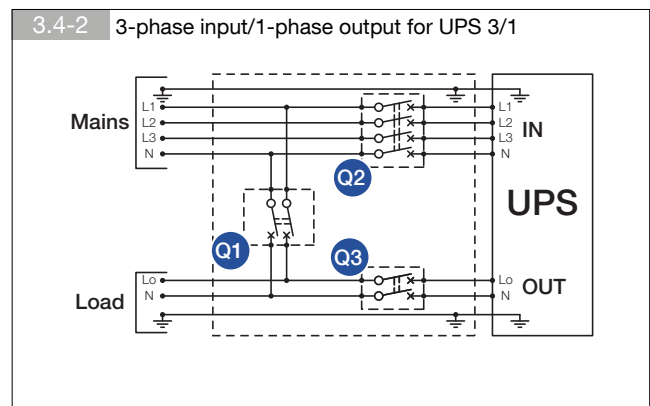 3.4-2 3-phase input/1-phase output for UPS 3/1
Mains
L1
L2
L3
N
L1
L2
L3
N
IN
Q2
UPS
Q1
Q3
Load
Lo
N
Lo
N
OUT